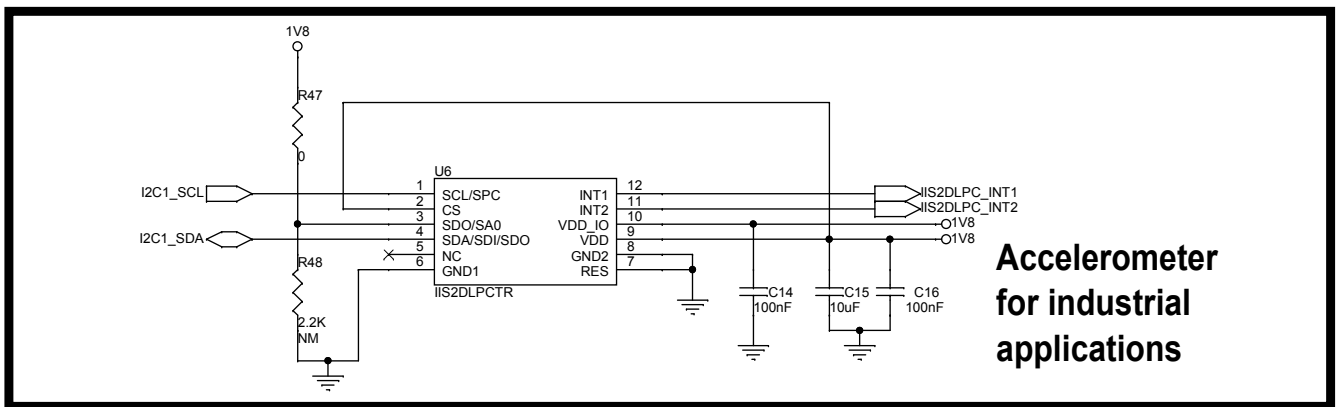 1V8
R47
0
U6
I2C1_SCL
1
SCL/SPC
INT1
12
IIS2DLPC_INT1
2
CS
INT2
11
IIS2DLPC_INT2
3
SDO/SA0
VDD_IO
10
1V8
I2C1_SDA
4
SDA/SDI/SDO
VDD
9
1V8
5
NC
GND2
8
6
GND1
RES
7
IIS2DLPCTR
R48
2.2K
NM
C14
100nF
C15
10uF
C16
100nF
Accelerometer
for industrial
applications